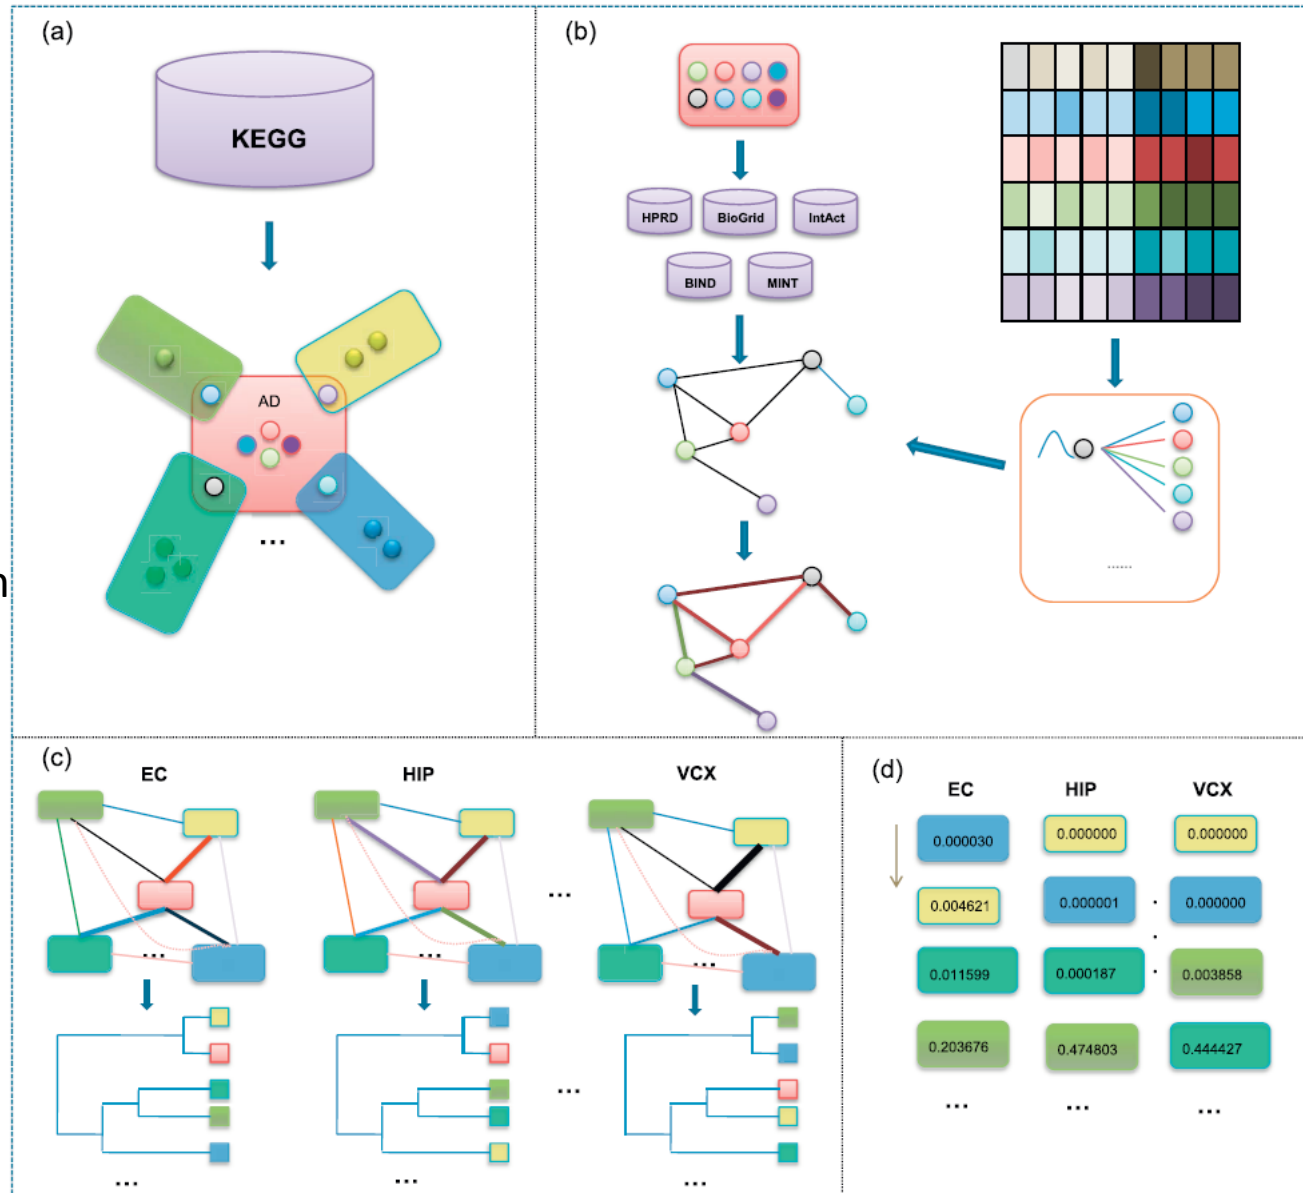 (a)
KEGG
AD
...
n
(b)
HPRD
BioGrid
IntAct
BIND
MINT
......
(c)
EC
HIP
VCX
...
...
...
...
...
...
...
...
(d)
EC
HIP
VCX
0.000030
0.000000
0.000000
0.004621
0.000001
0.000000
0.011599
0.000187
0.003858
0.203676
0.474803
0.444427
...
...
...